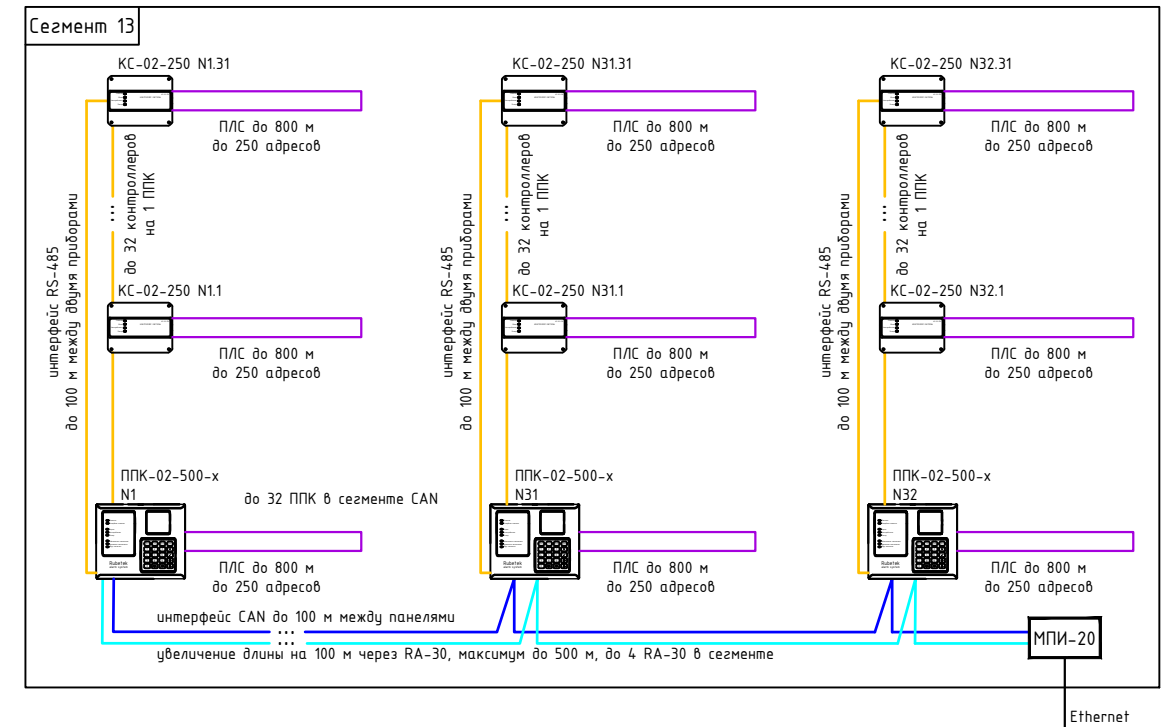 Сегмент 13
КС-02-250 N1.31
КС-02-250 N31.31
КС-02-250 N32.31
ПЛС до 800 м
до 250 адресов
ПЛС до 800 м
до 250 адресов
ПЛС до 800 м
до 250 адресов
интерфейс RS-485
до 100 м между двумя приборами
...
до 32 контроллеров
на 1 ППК
интерфейс RS-485
до 100 м между двумя приборами
...
до 32 контроллеров
на 1 ППК
интерфейс RS-485
до 100 м между двумя приборами
...
до 32 контроллеров
на 1 ППК
КС-02-250 N1.1
КС-02-250 N31.1
КС-02-250 N32.1
ПЛС до 800 м
до 250 адресов
ПЛС до 800 м
до 250 адресов
ПЛС до 800 м
до 250 адресов
ППК-02-500-х
N1
до 32 ППК в сегменте CAN
ППК-02-500-х
N31
ППК-02-500-х
N32
Rubetek
Rubetek
Rubetek
ПЛС до 800 м
до 250 адресов
ПЛС до 800 м
до 250 адресов
ПЛС до 800 м
до 250 адресов
интерфейс CAN до 100 м между панелями
...
увеличение длины на 100 м через RA-30, максимум до 500 м, до 4 RA-30 в сегменте
МПИ-20
Ethernet